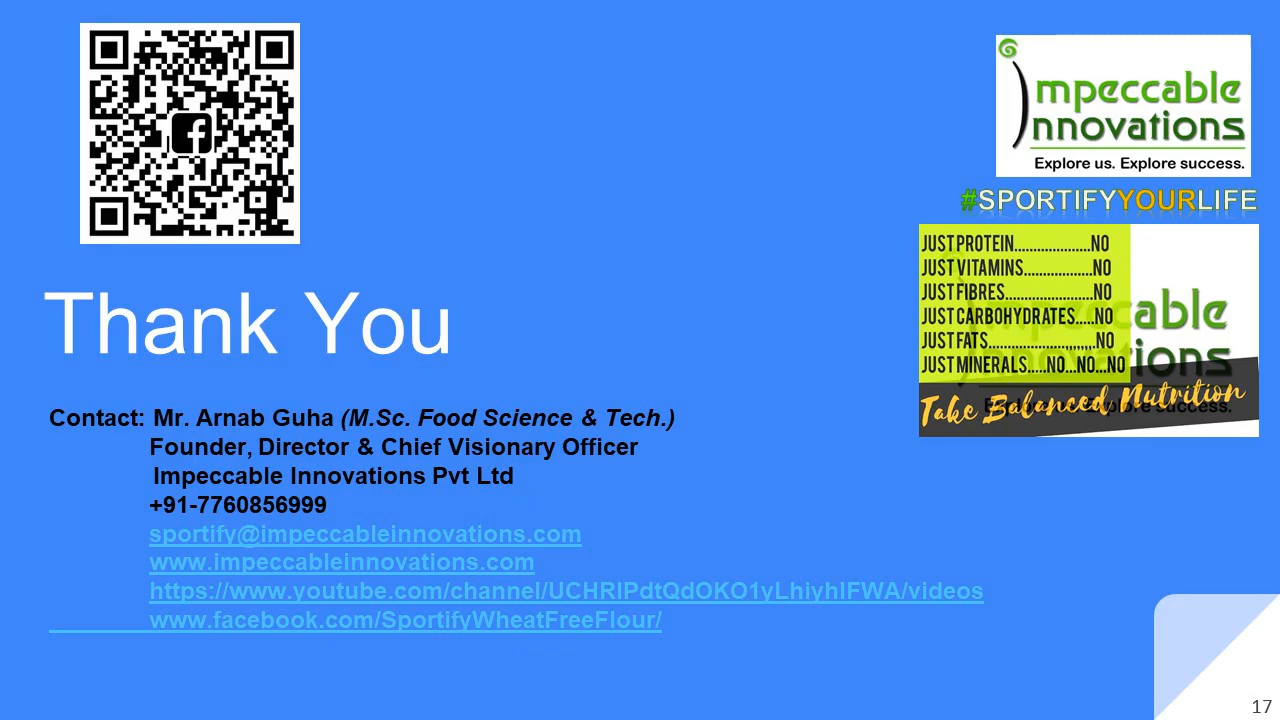 mpeccable
nnovations
Explore us. Explore success.
#SPORTIFYYOURLIFE
JUST PROTEIN.....................NO
JUST VITAMINS..................NO
JUST FIBRES........................NO
JUST CARBOHYDRATES.....NO
JUST FATS......................,,,,,,,.NO
JUST MINERALS.....NO...NO...NO
Take Balanced Nutrition
Thank You
Contact: Mr. Arnab Guha (M.Sc. Food Science & Tech.)
Founder, Director & Chief Visionary Officer
Impeccable Innovations Pvt Ltd
+91-7760856999
sportify@impeccableinnovations.com
www.impeccableinnovations.com
https://www.youtube.com/channel/UCHRIPdtQdOKO1yLhiyhIFWA/videos
www.facebook.com/SportifyWheatFreeFlour/
17